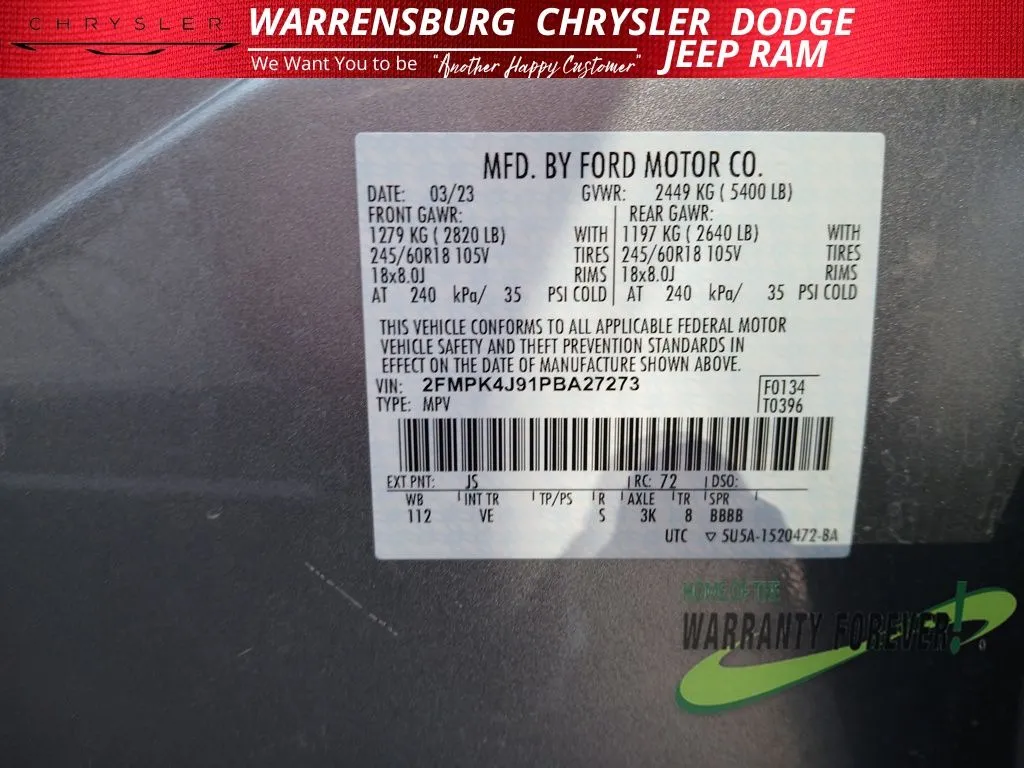 CHRYSLER
WARRENSBURG CHRYSLER DODGE
JEEP RAM
We Want You to be "Another Happy Customer"
MFD. BY FORD MOTOR CO.
DATE: 03/23 GVWR: 2449 KG ( 5400 LB)
FRONT GAWR: REAR GAWR:
1279 KG ( 2820 LB) WITH 1197 KG ( 2640 LB) WITH
245/60R18 105V TIRES 245/60R18 105V TIRES
18x8.0J RIMS 18x8.0J RIMS
AT 240 kPa/ 35 PSI COLD AT 240 kPa/ 35 PSI COLD
THIS VEHICLE CONFORMS TO ALL APPLICABLE FEDERAL MOTOR
VEHICLE SAFETY AND THEFT PREVENTION STANDARDS IN
EFFECT ON THE DATE OF MANUFACTURE SHOWN ABOVE.
VIN: 2FMPK4J91PBA27273 F0134
TYPE: MPV T0396
EXT PNT: JS RC: 72 DSO:
WB INT TR TP/PS R AXLE TR SPR
112 VE S 3K 8 BBBB
UTC ▽ 5U5A-1520472-BA
HOME OF THE
WARRANTY FOREVER!